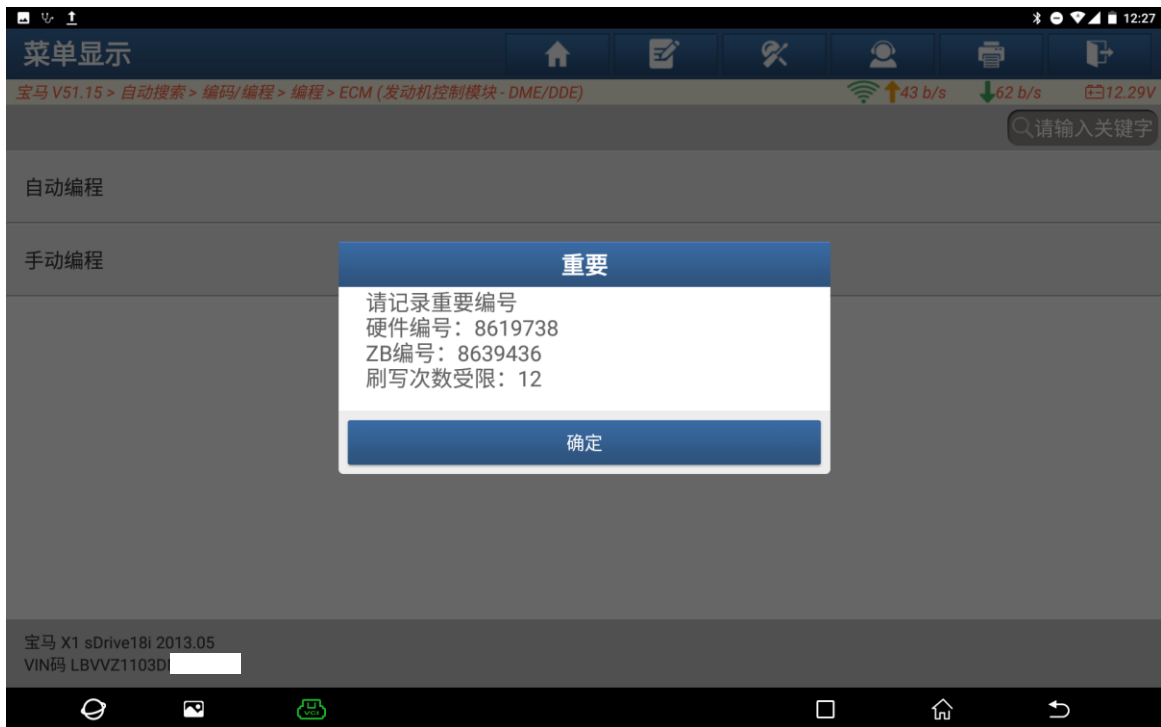 12:27
菜单显示
宝马 V51.15 > 自动搜索 > 编码/编程 > 编程 > ECM (发动机控制模块 - DME/DDE)
43 b/s
62 b/s
12.29V
请输入关键字
自动编程
手动编程
重要
请记录重要编号
硬件编号：8619738
ZB编号：8639436
刷写次数受限：12
确定
宝马 X1 sDrive18i 2013.05
VIN码 LBVVZ1103D
VCI